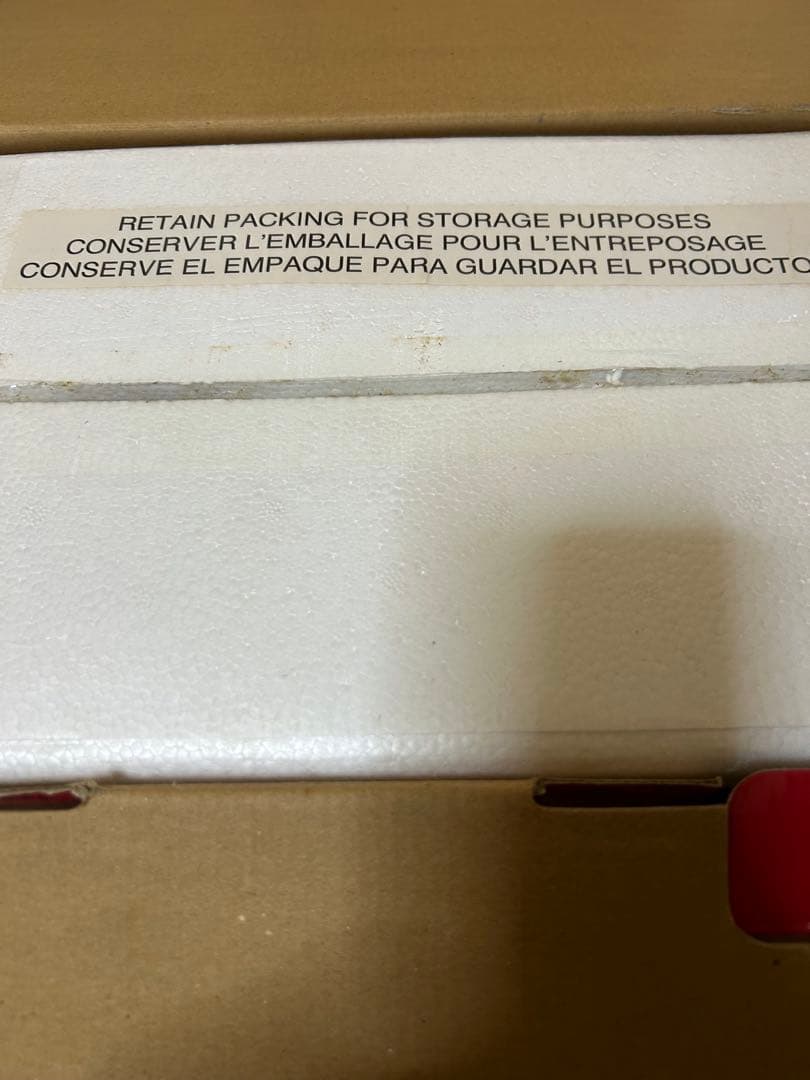 RETAIN PACKING FOR STORAGE PURPOSES
CONSERVER L'EMBALLAGE POUR L'ENTREPOSAGE
CONSERVE EL EMPAQUE PARA GUARDAR EL PRODUCTO